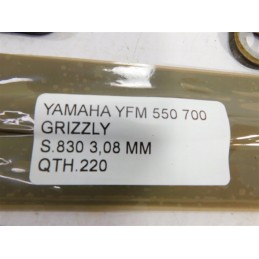 YAMAHA YFM 550 700
GRIZZLY
S.830 3,08 MM
QTH.220